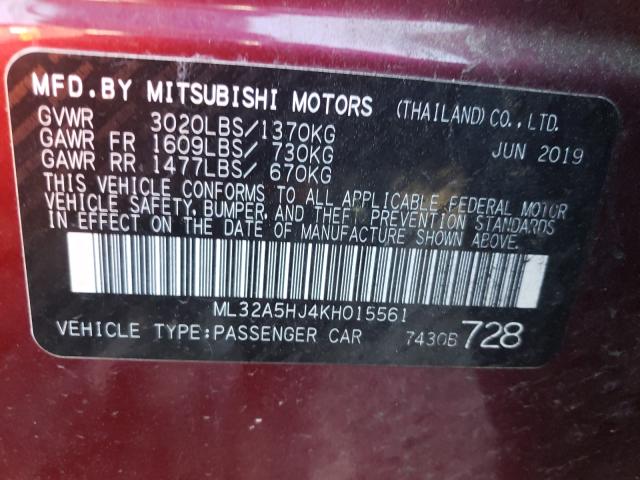 MFD.BY MITSUBISHI MOTORS (THAILAND) CO., LTD.
GVWR 3020LBS/1370KG
GAWR FR 1609LBS/ 730KG JUN 2019
GAWR RR 1477LBS/ 670KG
THIS VEHICLE CONFORMS TO ALL APPLICABLE FEDERAL MOTOR
VEHICLE SAFETY, BUMPER, AND THEFT PREVENTION STANDARDS
IN EFFECT ON THE DATE OF MANUFACTURE SHOWN ABOVE.
ML32A5HJ4KH015561
VEHICLE TYPE:PASSENGER CAR 7430B 728